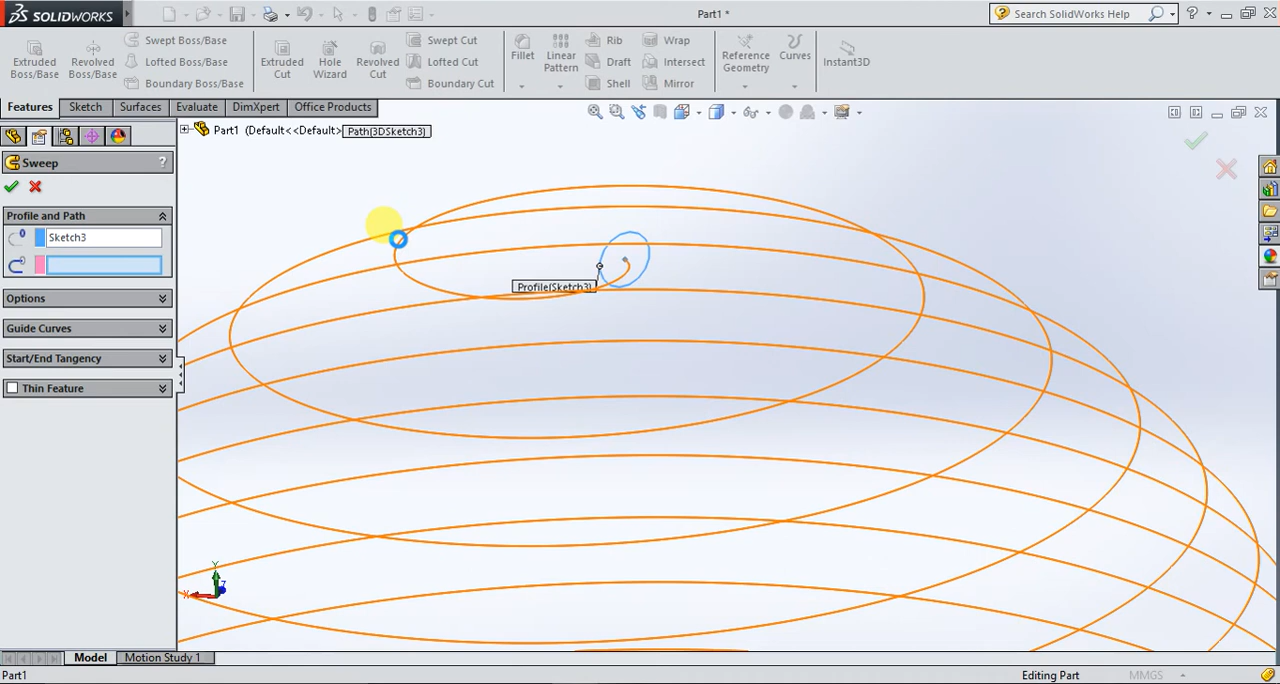 SOLIDWORKS
Part1 *
Search SolidWorks Help
Extruded Boss/Base
Revolved Boss/Base
Swept Boss/Base
Lofted Boss/Base
Boundary Boss/Base
Extruded Cut
Hole Wizard
Revolved Cut
Swept Cut
Lofted Cut
Boundary Cut
Fillet
Linear Pattern
Rib
Draft
Shell
Wrap
Intersect
Mirror
Reference Geometry
Curves
Instant3D
Features
Sketch
Surfaces
Evaluate
DimXpert
Office Products
Part1 (Default<<Default>
Path(3DSketch3)
Sweep
?
Profile and Path
Sketch3
Profile(Sketch3)
Options
Guide Curves
Start/End Tangency
Thin Feature
Y
X
Z
Model
Motion Study 1
Part1
Editing Part
MMGS